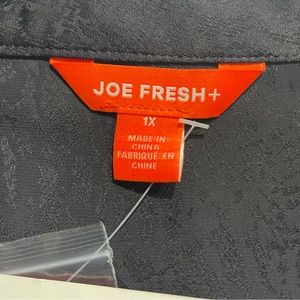 JOE FRESH+
1X
MADE IN
CHINA
FABRIQUÉ EN
CHINE